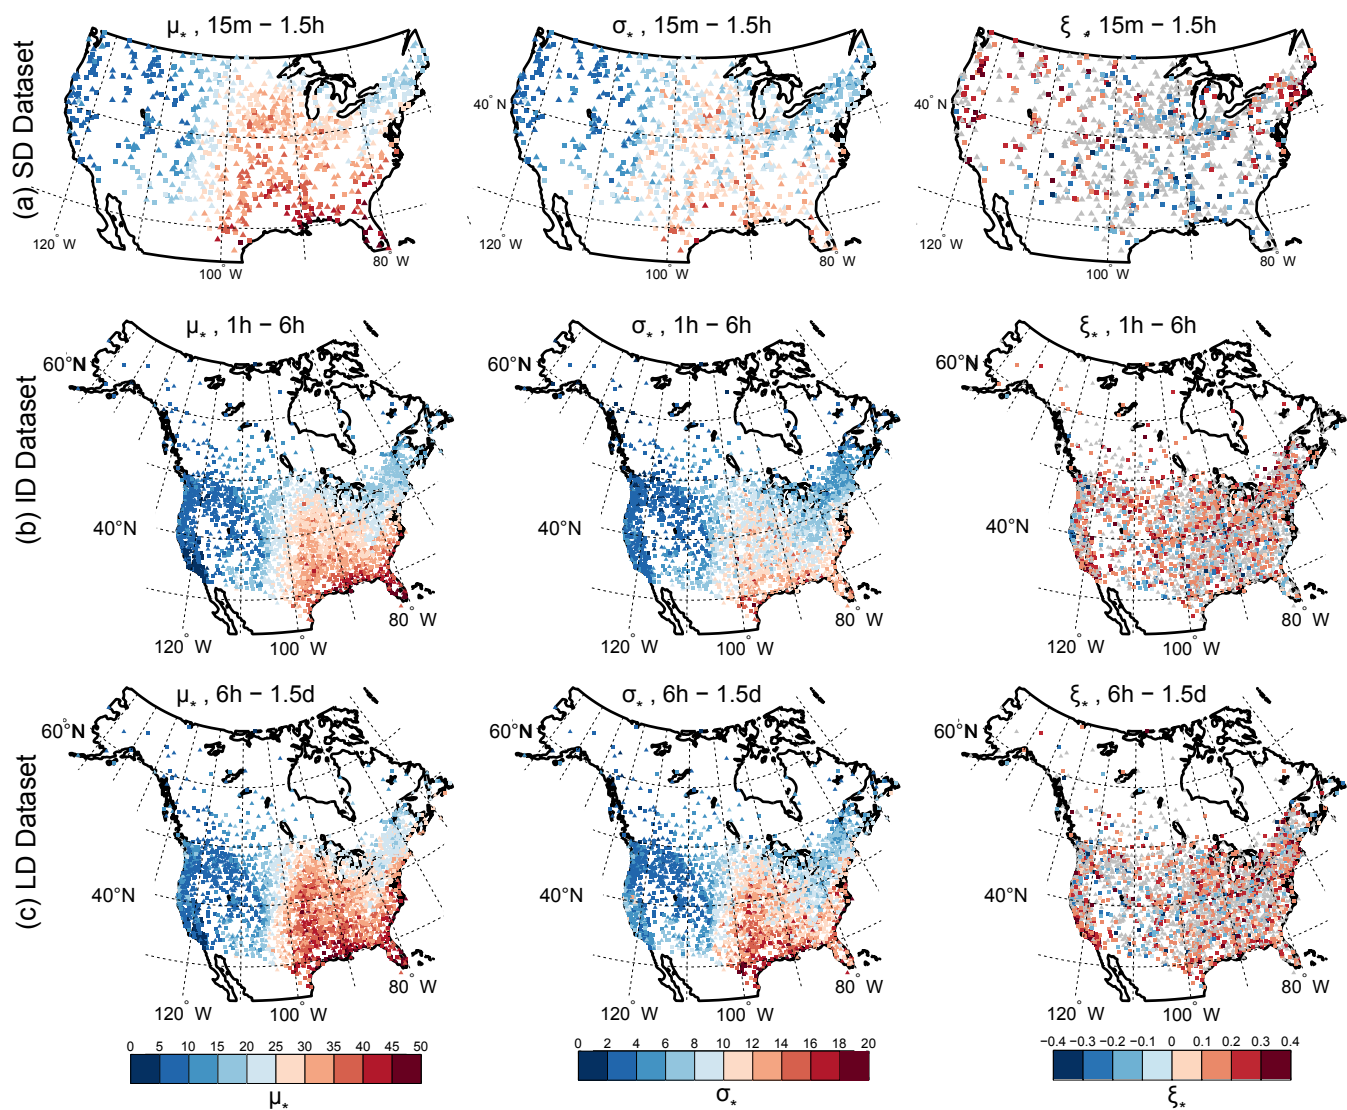 (a) SD Dataset
μ* , 15m − 1.5h
σ* , 15m − 1.5h
ξ * , 15m − 1.5h
40° N
40° N
120° W
100° W
80° W
120° W
100° W
80° W
120° W
100° W
80° W
(b) ID Dataset
μ* , 1h − 6h
σ* , 1h − 6h
ξ* , 1h − 6h
60°N
60°N
60°N
40°N
40°N
40°N
120° W
100° W
80° W
120° W
100° W
80° W
120° W
100° W
80° W
(c) LD Dataset
μ* , 6h − 1.5d
σ* , 6h − 1.5d
ξ* , 6h − 1.5d
60°N
60°N
60°N
40°N
40°N
40°N
120° W
100° W
80° W
120° W
100° W
80° W
120° W
100° W
80° W
0 5 10 15 20 25 30 35 40 45 50
μ*
0 2 4 6 8 10 12 14 16 18 20
σ*
−0.4 −0.3 −0.2 −0.1 0 0.1 0.2 0.3 0.4
ξ*